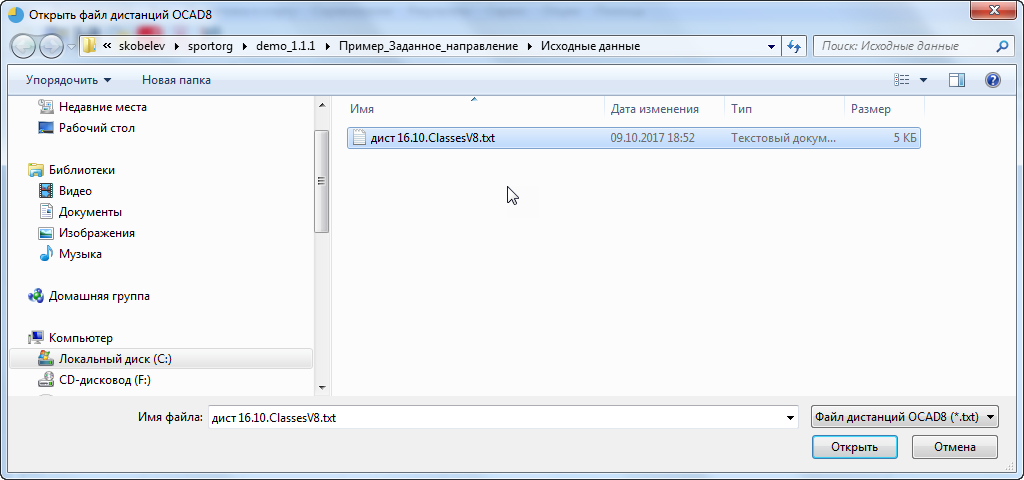 Открыть файл дистанций OCAD8
« skobelev ▸ sportorg ▸ demo_1.1.1 ▸ Пример_Заданное_направление ▸ Исходные данные
Поиск: Исходные данные
Упорядочить ▼ Новая папка
Недавние места
Рабочий стол
Библиотеки
Видео
Документы
Изображения
Музыка
Домашняя группа
Компьютер
Локальный диск (C:)
CD-дисковод (F:)
Имя Дата изменения Тип Размер
дист 16.10.ClassesV8.txt 09.10.2017 18:52 Текстовый докум... 5 КБ
Имя файла: дист 16.10.ClassesV8.txt Файл дистанций OCAD8 (*.txt)
Открыть Отмена